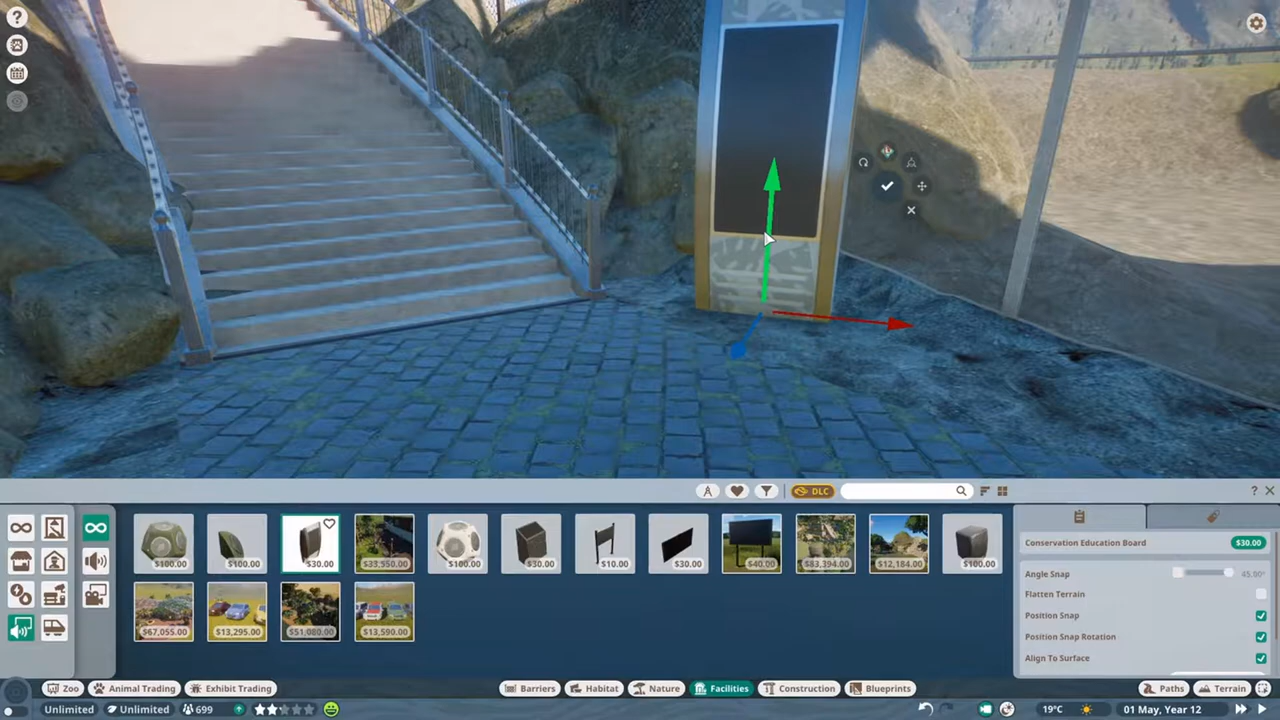 ?
DLC
? ×
$100.00
$100.00
$30.00
$33,550.00
$100.00
$30.00
$10.00
$30.00
$40.00
$83,394.00
$12,184.00
$100.00
$67,055.00
$13,295.00
$51,080.00
$13,590.00
Conservation Education Board
$30.00
Angle Snap
45.00°
Flatten Terrain
Position Snap
Position Snap Rotation
Align To Surface
Zoo
Animal Trading
Exhibit Trading
Barriers
Habitat
Nature
Facilities
Construction
Blueprints
Paths
Terrain
Unlimited
Unlimited
699
19°C
01 May, Year 12